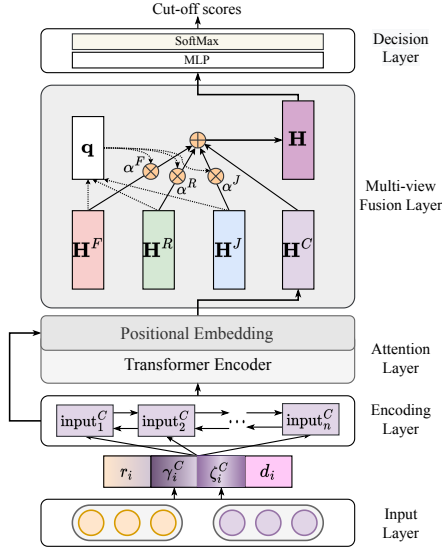 Cut-off scores
SoftMax
MLP
Decision
Layer
q
α^F
α^R
α^J
H
H^F
H^R
H^J
H^C
Multi-view
Fusion Layer
Positional Embedding
Transformer Encoder
Attention
Layer
input_1^C
input_2^C
...
input_n^C
Encoding
Layer
r_i
γ_i^C
ζ_i^C
d_i
Input
Layer